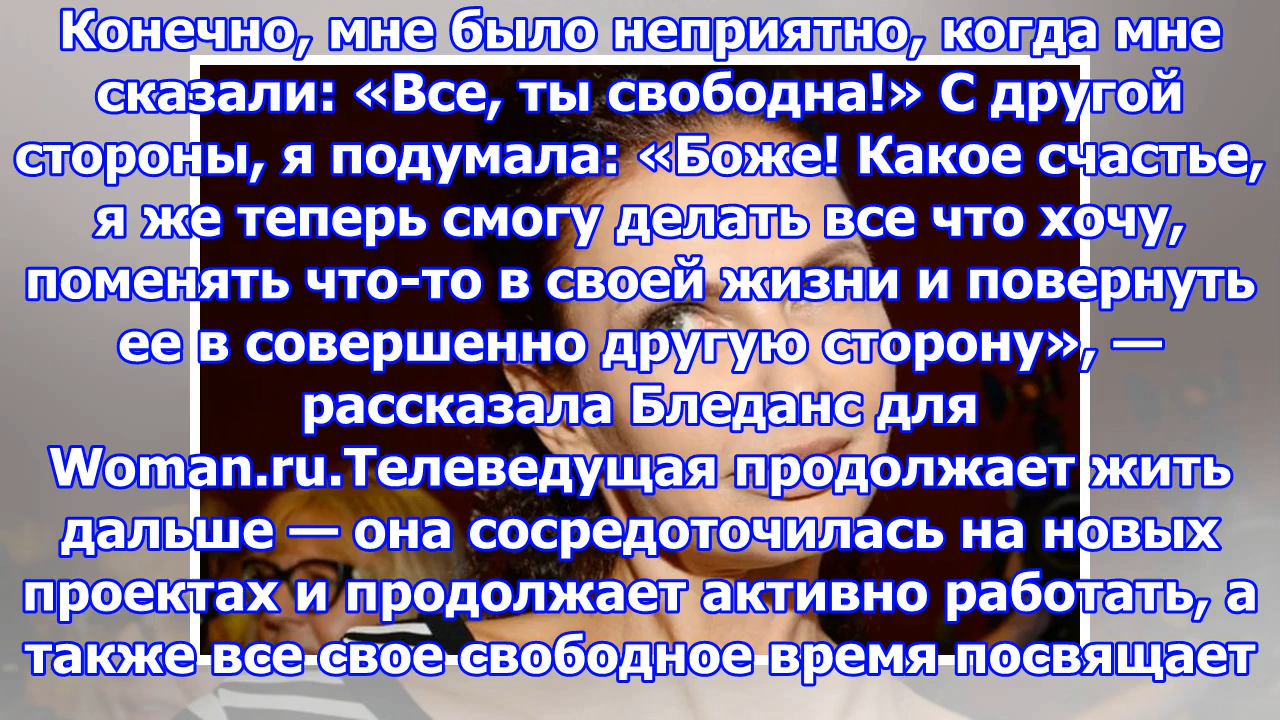 Конечно, мне было неприятно, когда мне
сказали: «Все, ты свободна!» С другой
стороны, я подумала: «Боже! Какое счастье,
я же теперь смогу делать все что хочу,
поменять что-то в своей жизни и повернуть
ее в совершенно другую сторону», —
рассказала Бледанс для
Woman.ru.Телеведущая продолжает жить
дальше — она сосредоточилась на новых
проектах и продолжает активно работать, а
также все свое свободное время посвящает